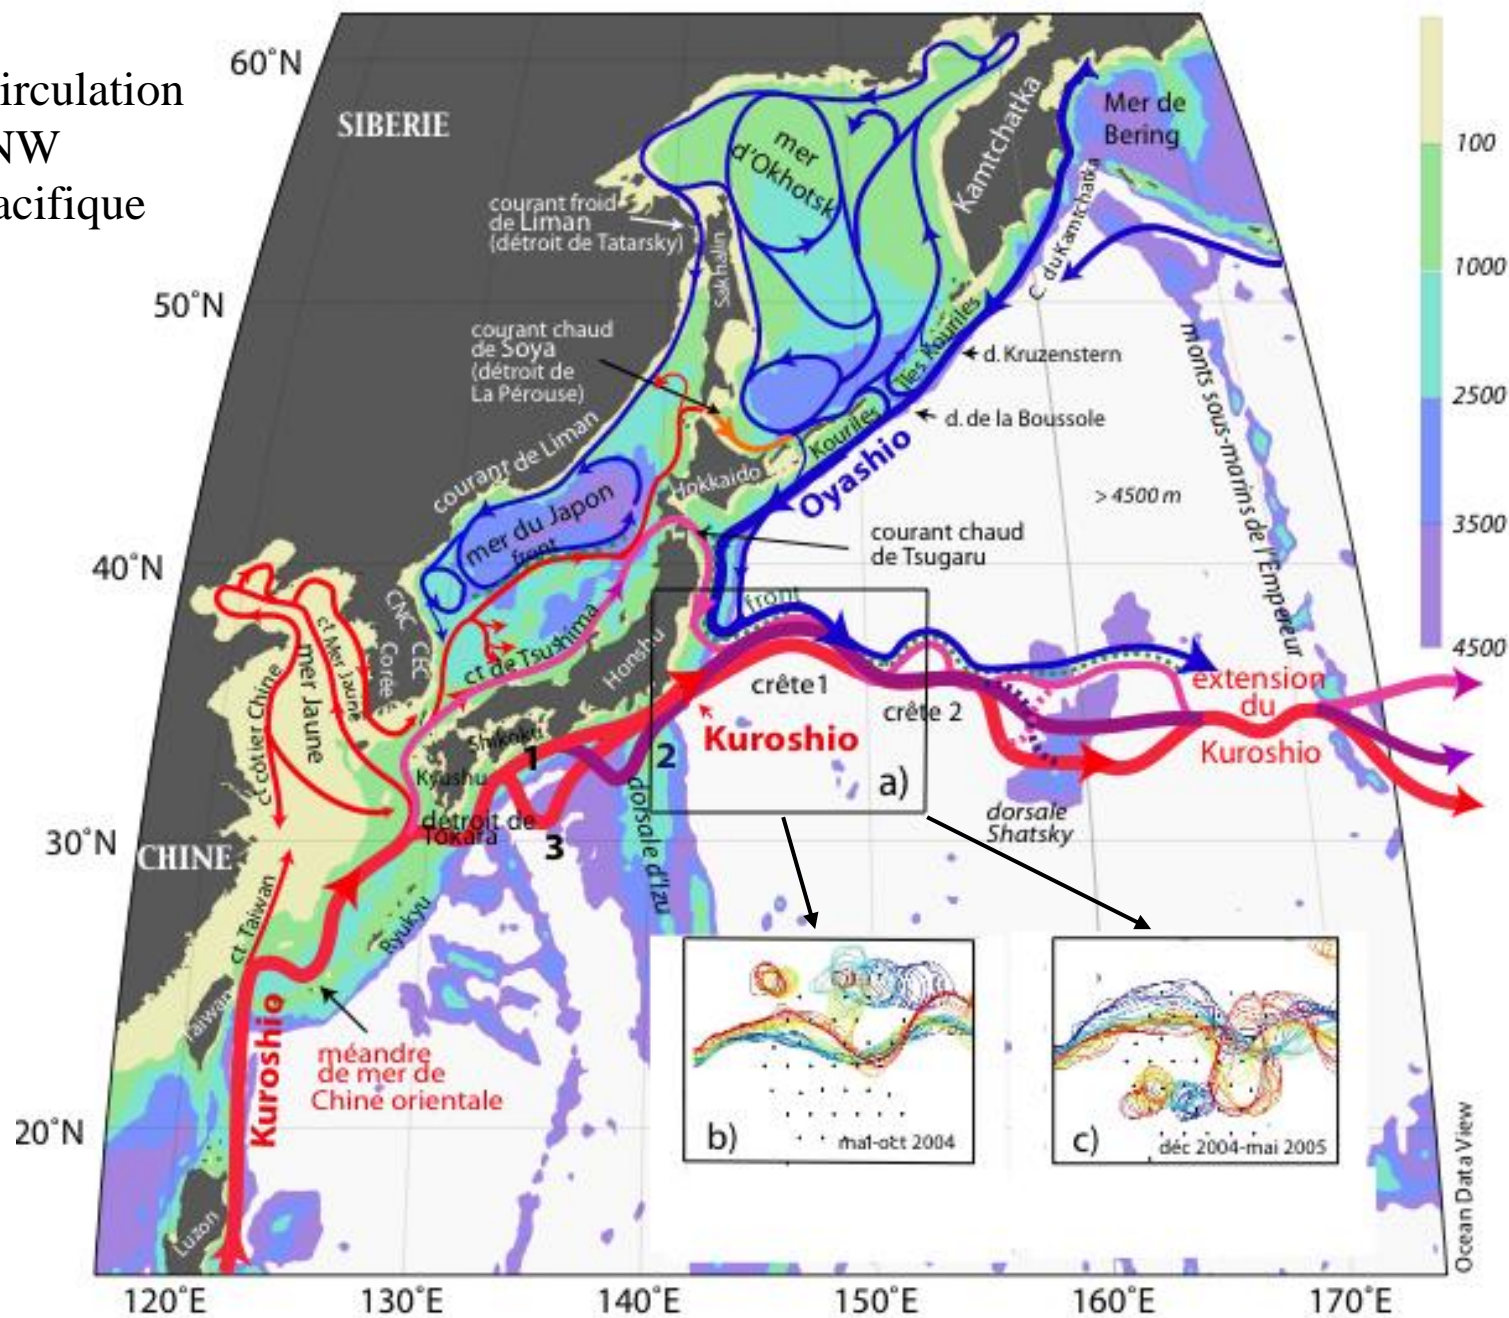 irculation
NW
acifique
60°N
50°N
40°N
30°N
20°N
120°E
130°E
140°E
150°E
160°E
170°E
100
1000
2500
3500
4500
SIBERIE
CHINE
mer
d'Okhotsk
Kamtchatka
Mer de
Bering
C. du Kamtchatka
courant froid
de Liman
(détroit de Tatarsky)
Sakhalin
courant chaud
de Soya
(détroit de
La Pérouse)
îles Kouriles
d. Kruzenstern
d. de la Boussole
Kouriles
Oyashio
Hokkaido
monts sous-marins de l'Empereur
> 4500 m
courant de Liman
mer du Japon
front
courant chaud
de Tsugaru
CNC
CEC
Corée
ct Mer Jaune
mer Jaune
ct côtier Chine
ct de Tsushima
Honshu
front
crête1
crête 2
Kuroshio
extension
du
Kuroshio
Shikoku
Kyushu
1
2
3
a)
détroit de
Tokara
dorsale d'Izu
dorsale
Shatsky
ct Taiwan
Ryukyu
Taiwan
Kuroshio
méandre
de mer de
Chine orientale
Luzon
b)
mai-oct 2004
c)
déc 2004-mai 2005
Ocean Data View